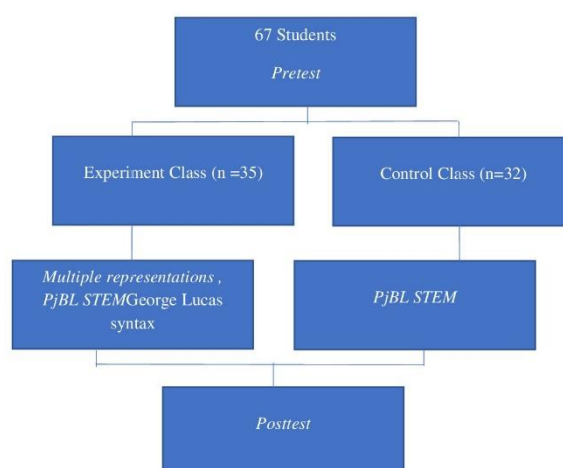 67 Students
Pretest
Experiment Class (n =35)
Control Class (n=32)
Multiple representations ,
PjBL STEMGeorge Lucas
syntax
PjBL STEM
Posttest